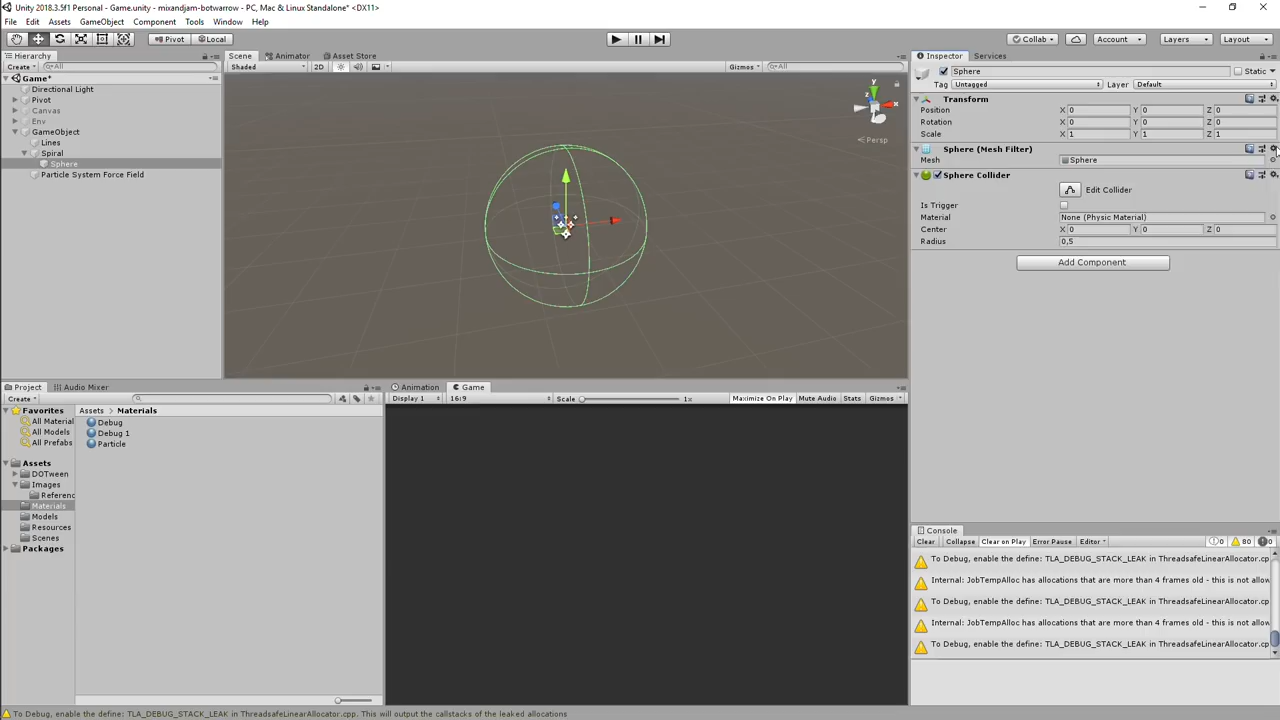 Unity 2018.3.5f1 Personal - Game.unity - mixandjam-botwarrow - PC, Mac & Linux Standalone* <DX11>
File Edit Assets GameObject Component Tools Window Help
Pivot Local Collab Account Layers Layout
Hierarchy
Create All
Game*
Directional Light
Pivot
Canvas
Env
GameObject
Lines
Spiral
Sphere
Particle System Force Field
Scene Animator Asset Store
Shaded 2D Gizmos All
y
x
z
Persp
Inspector Services
Sphere Static
Tag Untagged Layer Default
Transform
Position X 0 Y 0 Z 0
Rotation X 0 Y 0 Z 0
Scale X 1 Y 1 Z 1
Sphere (Mesh Filter)
Mesh Sphere
Sphere Collider
Edit Collider
Is Trigger
Material None (Physic Material)
Center X 0 Y 0 Z 0
Radius 0,5
Add Component
Project Audio Mixer
Create
Favorites
All Material
All Models
All Prefabs
Assets
DOTween
Images
Referenc
Materials
Models
Resources
Scenes
Packages
Assets Materials
Debug
Debug 1
Particle
Animation Game
Display 1 16:9 Scale 1x Maximize On Play Mute Audio Stats Gizmos
Console
Clear Collapse Clear on Play Error Pause Editor 0 80 0
To Debug, enable the define: TLA_DEBUG_STACK_LEAK in ThreadsafeLinearAllocator.cp
Internal: JobTempAlloc has allocations that are more than 4 frames old - this is not allow
To Debug, enable the define: TLA_DEBUG_STACK_LEAK in ThreadsafeLinearAllocator.cp
Internal: JobTempAlloc has allocations that are more than 4 frames old - this is not allow
To Debug, enable the define: TLA_DEBUG_STACK_LEAK in ThreadsafeLinearAllocator.cp
To Debug, enable the define: TLA_DEBUG_STACK_LEAK in ThreadsafeLinearAllocator.cpp. This will output the callstacks of the leaked allocations